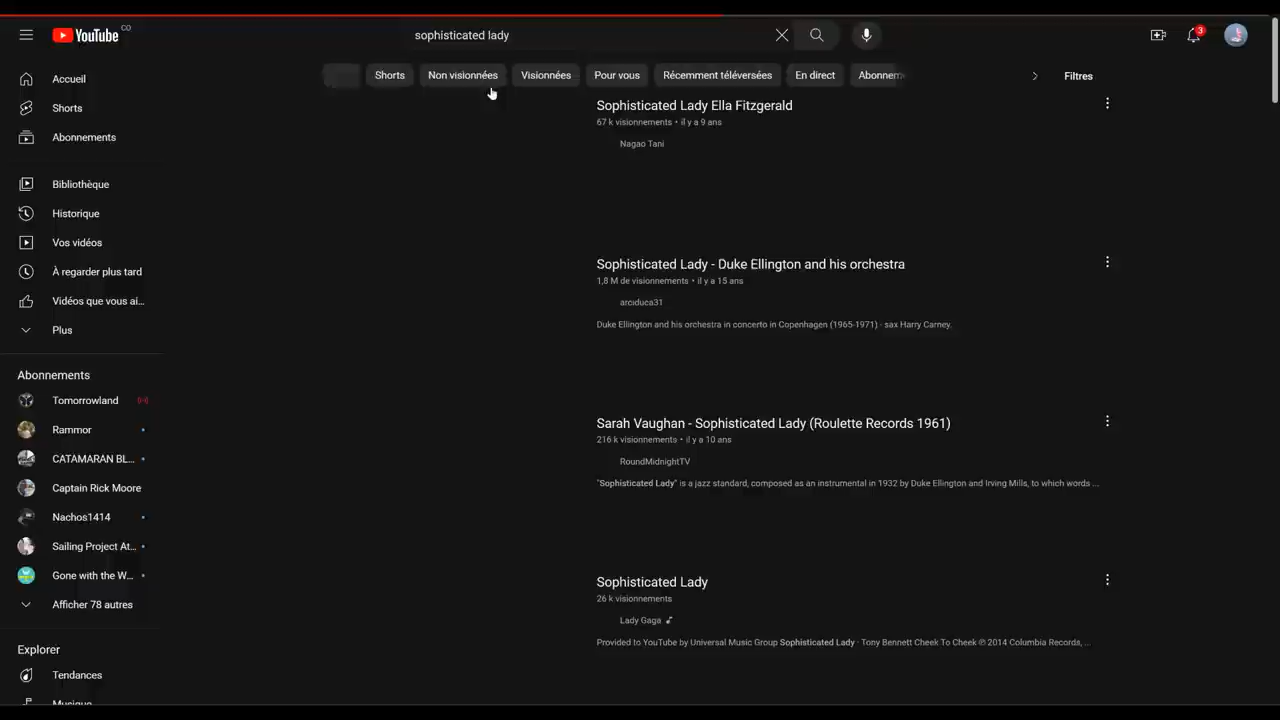 YouTube CO
sophisticated lady
3
Shorts
Non visionnées
Visionnées
Pour vous
Récemment téléversées
En direct
Abonnem
Filtres
Accueil
Shorts
Abonnements
Bibliothèque
Historique
Vos vidéos
À regarder plus tard
Vidéos que vous ai...
Plus
Abonnements
Tomorrowland
Rammor
CATAMARAN BL...
Captain Rick Moore
Nachos1414
Sailing Project At...
Gone with the W...
Afficher 78 autres
Explorer
Tendances
Musique
Sophisticated Lady Ella Fitzgerald
67 k visionnements • il y a 9 ans
Nagao Tani
Sophisticated Lady - Duke Ellington and his orchestra
1,8 M de visionnements • il y a 15 ans
arciduca31
Duke Ellington and his orchestra in concerto in Copenhagen (1965-1971) - sax Harry Carney.
Sarah Vaughan - Sophisticated Lady (Roulette Records 1961)
216 k visionnements • il y a 10 ans
RoundMidnightTV
"Sophisticated Lady" is a jazz standard, composed as an instrumental in 1932 by Duke Ellington and Irving Mills, to which words ...
Sophisticated Lady
26 k visionnements
Lady Gaga
Provided to YouTube by Universal Music Group Sophisticated Lady · Tony Bennett Cheek To Cheek ℗ 2014 Columbia Records, ...